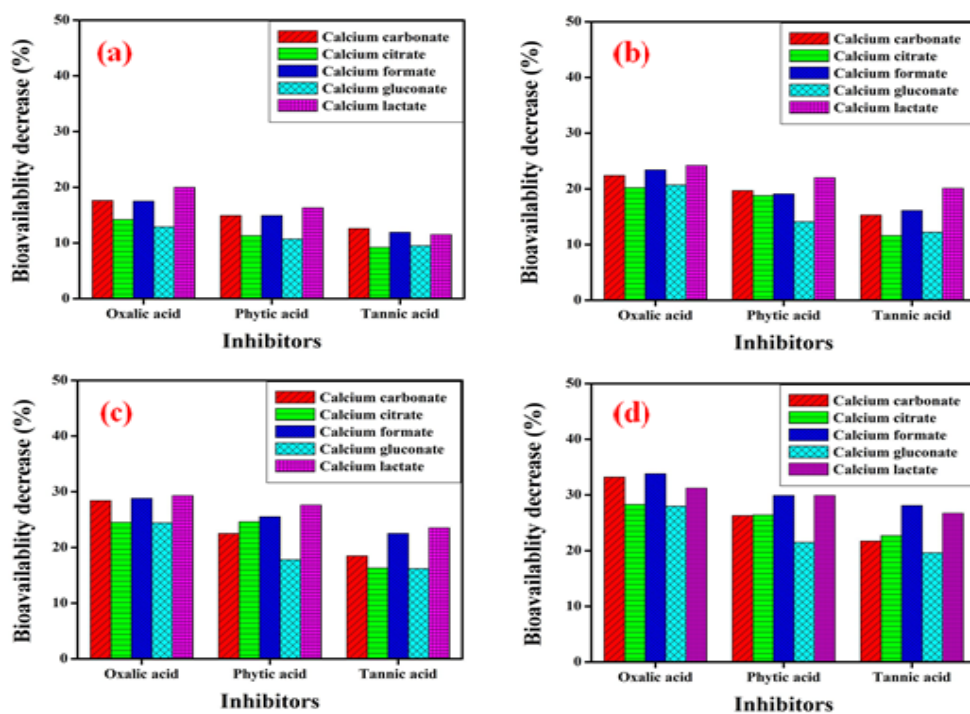 50
40
30
20
10
0
Bioavailablity decrease (%)
(a)
Calcium carbonate
Calcium citrate
Calcium formate
Calcium gluconate
Calcium lactate
Oxalic acid Phytic acid Tannic acid
Inhibitors
50
40
30
20
10
0
Bioavailablity decrease (%)
(b)
Calcium carbonate
Calcium citrate
Calcium formate
Calcium gluconate
Calcium lactate
Oxalic acid Phytic acid Tannic acid
Inhibitors
50
40
30
20
10
0
Bioavailablity decrease (%)
(c)
Calcium carbonate
Calcium citrate
Calcium formate
Calcium gluconate
Calcium lactate
Oxalic acid Phytic acid Tannic acid
Inhibitors
50
40
30
20
10
0
Bioavailablity decrease (%)
(d)
Calcium carbonate
Calcium citrate
Calcium formate
Calcium gluconate
Calcium lactate
Oxalic acid Phytic acid Tannic acid
Inhibitors